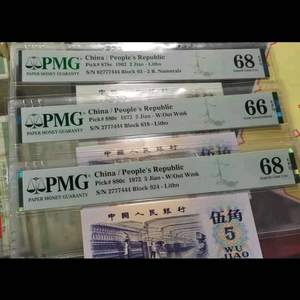 PMG
PAPER MONEY GUARANTY
China / People's Republic
Pick# 878c 1962 2 Jiao - Litho
S/N 02777444 Block 93 - 2 R. Numerals
68
PMG
PAPER MONEY GUARANTY
China / People's Republic
Pick# 880c 1972 5 Jiao - W/Out Wmk
S/N 2777444 Block 819 - Litho
66
PMG
PAPER MONEY GUARANTY
China / People's Republic
Pick# 880c 1972 5 Jiao - W/Out Wmk
S/N 2777444 Block 924 - Litho
68
中国人民银行
伍角
5
WU JIAO